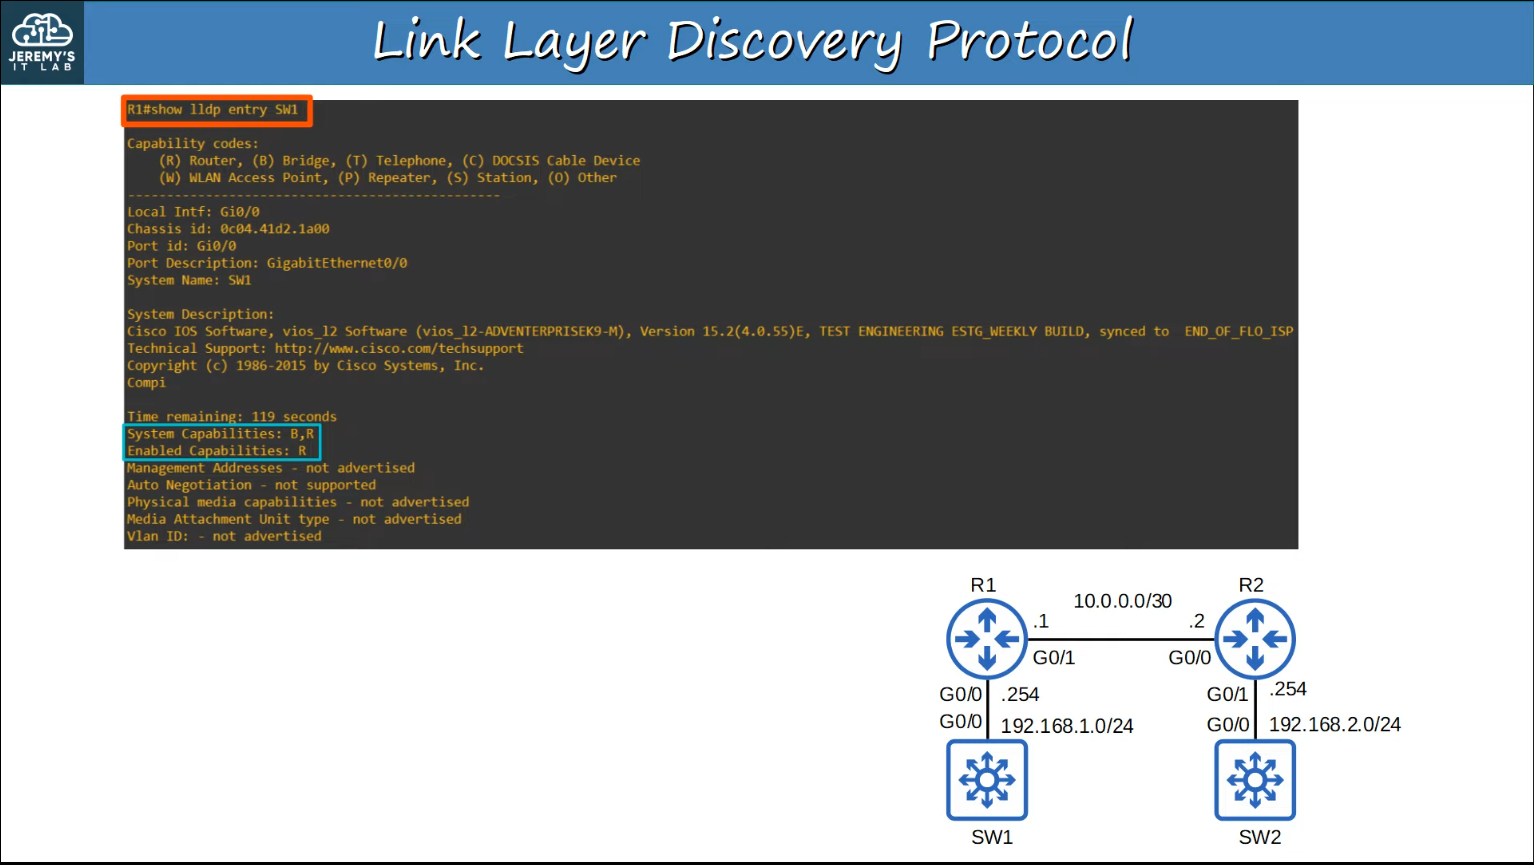 JEREMY'S
IT LAB
Link Layer Discovery Protocol
R1#show lldp entry SW1
Capability codes:
(R) Router, (B) Bridge, (T) Telephone, (C) DOCSIS Cable Device
(W) WLAN Access Point, (P) Repeater, (S) Station, (O) Other
------------------------------------------------
Local Intf: Gi0/0
Chassis id: 0c04.41d2.1a00
Port id: Gi0/0
Port Description: GigabitEthernet0/0
System Name: SW1
System Description:
Cisco IOS Software, vios_l2 Software (vios_l2-ADVENTERPRISEK9-M), Version 15.2(4.0.55)E, TEST ENGINEERING ESTG_WEEKLY BUILD, synced to  END_OF_FLO_ISP
Technical Support: http://www.cisco.com/techsupport
Copyright (c) 1986-2015 by Cisco Systems, Inc.
Compi
Time remaining: 119 seconds
System Capabilities: B,R
Enabled Capabilities: R
Management Addresses - not advertised
Auto Negotiation - not supported
Physical media capabilities - not advertised
Media Attachment Unit type - not advertised
Vlan ID: - not advertised
R1
10.0.0.0/30
R2
.1
.2
G0/1
G0/0
G0/0
.254
G0/1
.254
G0/0
192.168.1.0/24
G0/0
192.168.2.0/24
SW1
SW2